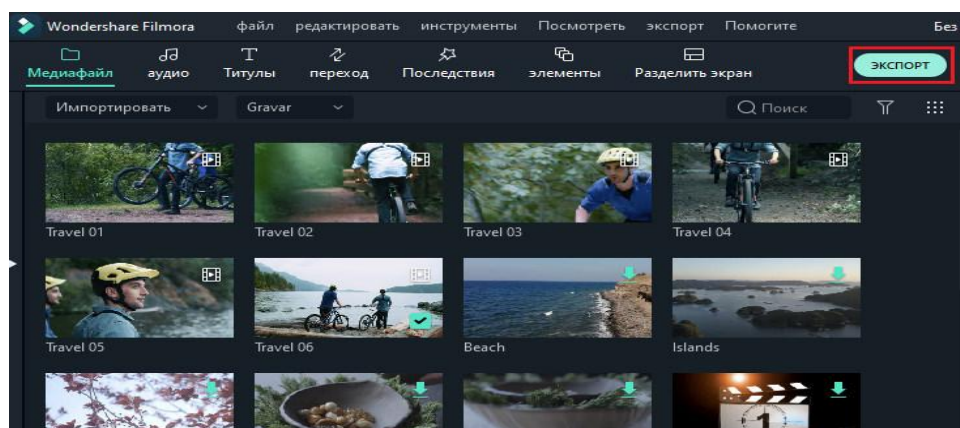 Wondershare Filmora файл редактировать инструменты Посмотреть экспорт Помогите Без
Медиафайл аудио Титулы переход Последствия элементы Разделить экран ЭКСПОРТ
Импортировать Gravar Поиск
Travel 01 Travel 02 Travel 03 Travel 04
Travel 05 Travel 06 Beach Islands
1